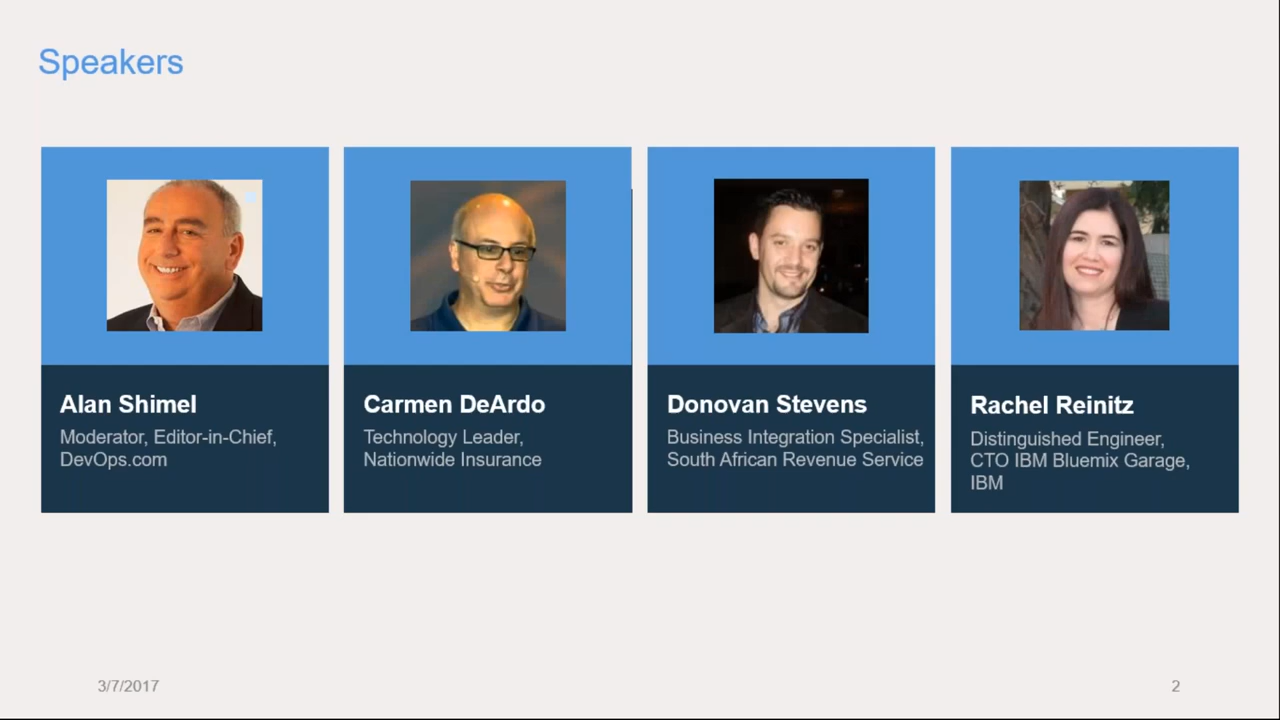 Speakers
Alan Shimel
Moderator, Editor-in-Chief,
DevOps.com
Carmen DeArdo
Technology Leader,
Nationwide Insurance
Donovan Stevens
Business Integration Specialist,
South African Revenue Service
Rachel Reinitz
Distinguished Engineer,
CTO IBM Bluemix Garage,
IBM
3/7/2017
2